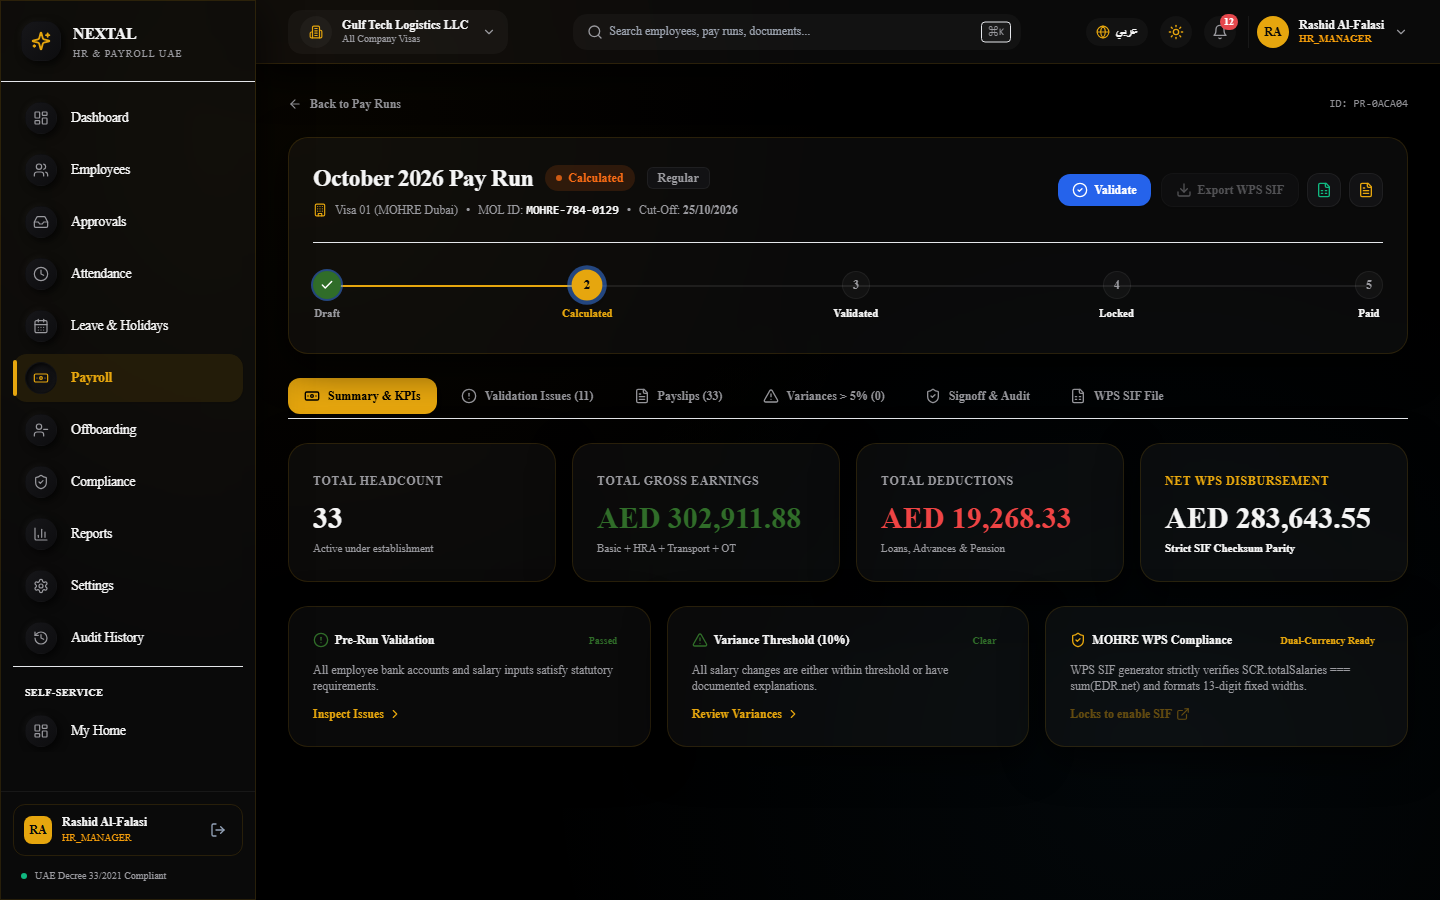 NEXTAL
HR & PAYROLL UAE
Gulf Tech Logistics LLC
All Company Visas
Search employees, pay runs, documents...
⌘K
عربي
12
RA
Rashid Al-Falasi
HR_MANAGER
Dashboard
Employees
Approvals
Attendance
Leave & Holidays
Payroll
Offboarding
Compliance
Reports
Settings
Audit History
SELF-SERVICE
My Home
RA
Rashid Al-Falasi
HR_MANAGER
UAE Decree 33/2021 Compliant
Back to Pay Runs
ID: PR-0ACA04
October 2026 Pay Run
Calculated
Regular
Visa 01 (MOHRE Dubai) • MOL ID: MOHRE-784-0129 • Cut-Off: 25/10/2026
Validate
Export WPS SIF
2
3
4
5
Draft
Calculated
Validated
Locked
Paid
Summary & KPIs
Validation Issues (11)
Payslips (33)
Variances > 5% (0)
Signoff & Audit
WPS SIF File
TOTAL HEADCOUNT
33
Active under establishment
TOTAL GROSS EARNINGS
AED 302,911.88
Basic + HRA + Transport + OT
TOTAL DEDUCTIONS
AED 19,268.33
Loans, Advances & Pension
NET WPS DISBURSEMENT
AED 283,643.55
Strict SIF Checksum Parity
Pre-Run Validation
Passed
All employee bank accounts and salary inputs satisfy statutory
requirements.
Inspect Issues
Variance Threshold (10%)
Clear
All salary changes are either within threshold or have
documented explanations.
Review Variances
MOHRE WPS Compliance
Dual-Currency Ready
WPS SIF generator strictly verifies SCR.totalSalaries ===
sum(EDR.net) and formats 13-digit fixed widths.
Locks to enable SIF